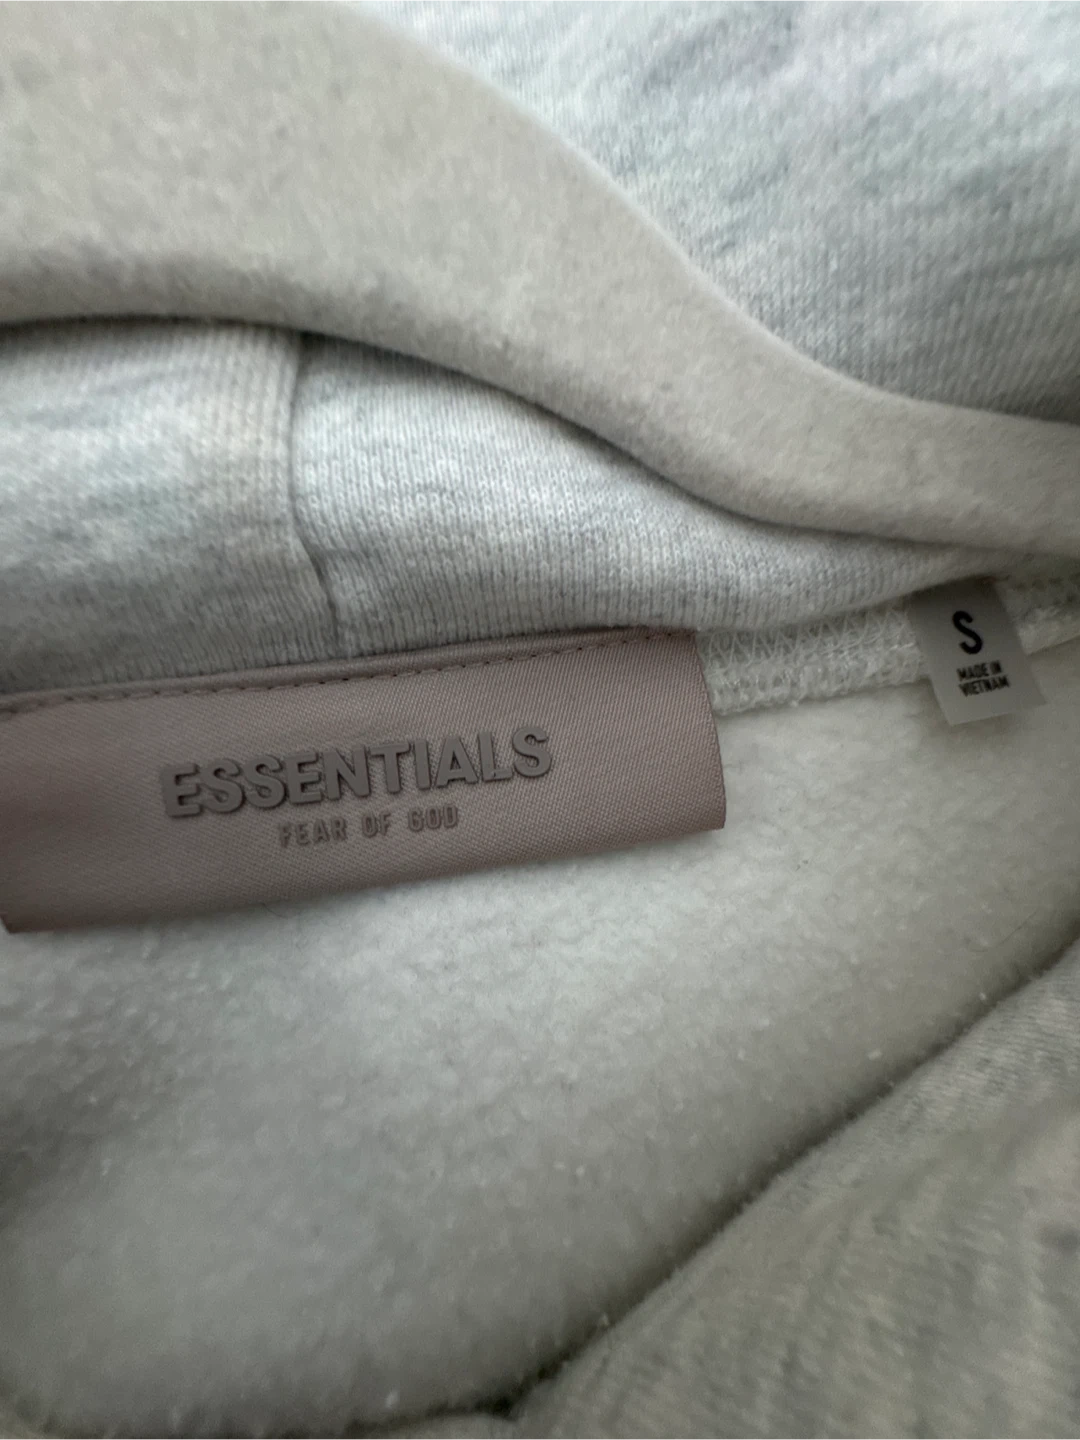 ESSENTIALS
FEAR OF GOD
S
MADE IN
VIETNAM